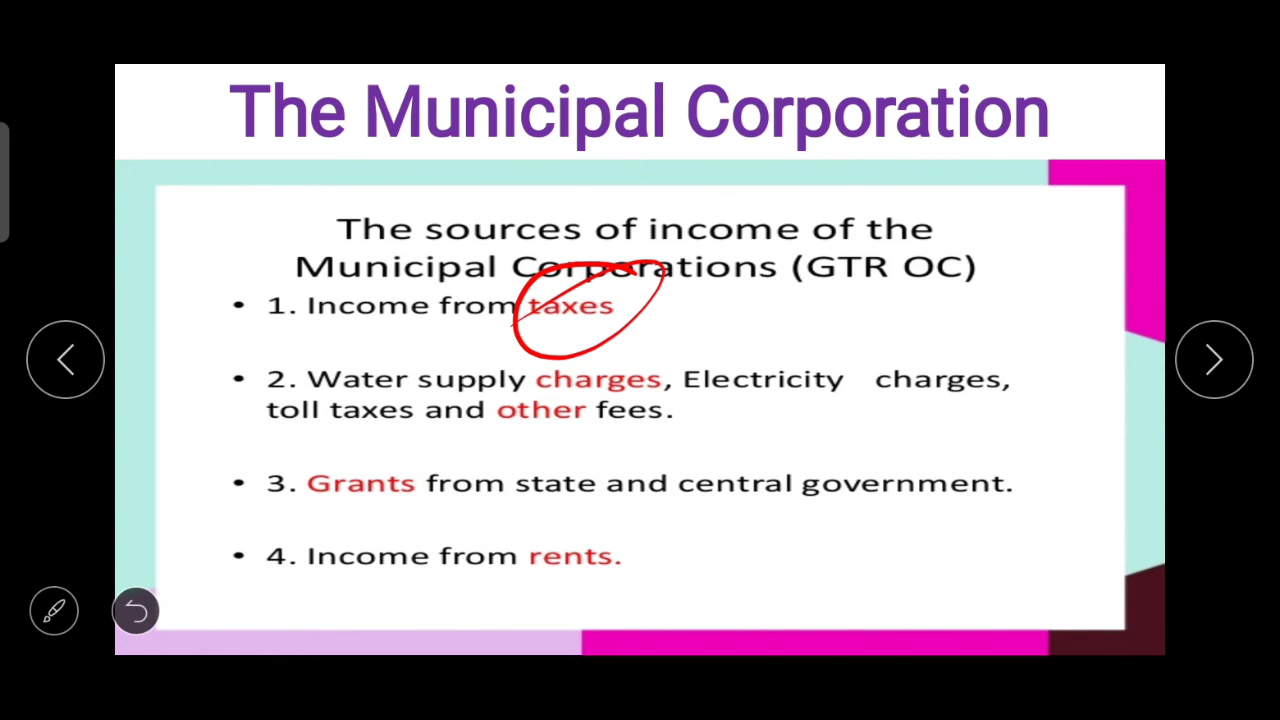 The Municipal Corporation
The sources of income of the
Municipal Corporations (GTR OC)
• 1. Income from taxes
• 2. Water supply charges, Electricity charges,
toll taxes and other fees.
• 3. Grants from state and central government.
• 4. Income from rents.